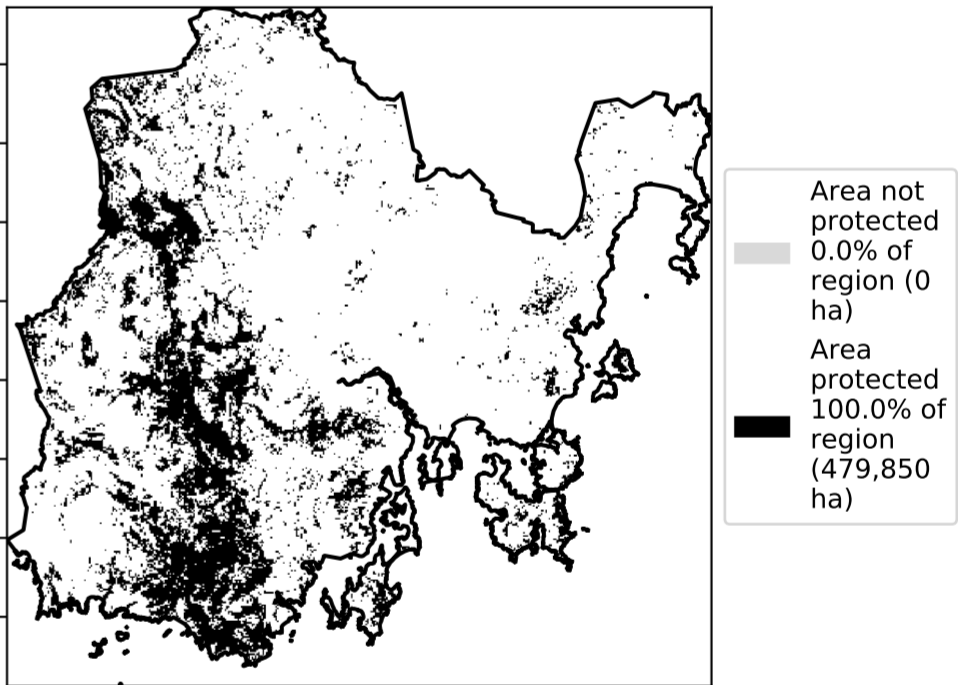 Area not
protected
0.0% of
region (0
ha)
Area
protected
100.0% of
region
(479,850
ha)